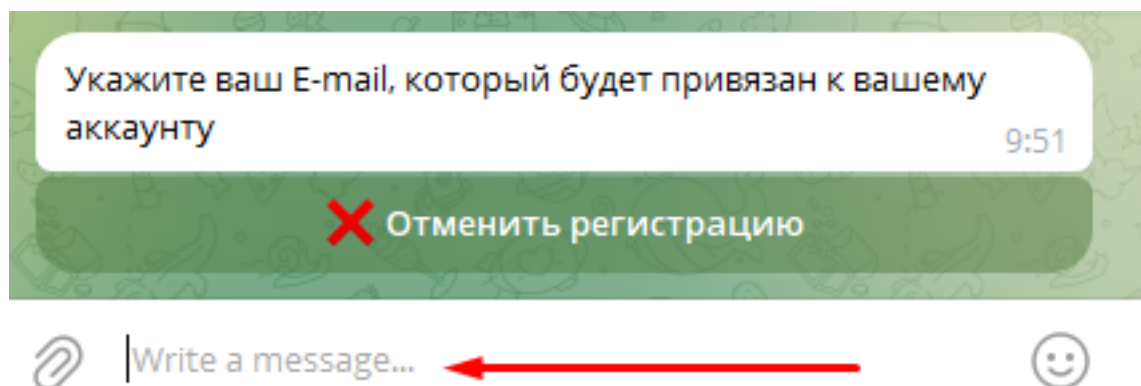 Укажите ваш E-mail, который будет привязан к вашему
аккаунту
9:51
Отменить регистрацию
Write a message...